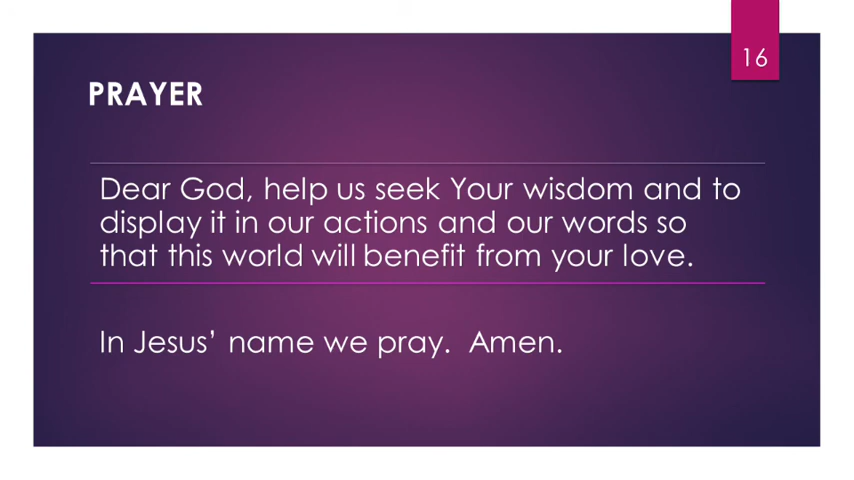 16
PRAYER
Dear God, help us seek Your wisdom and to
display it in our actions and our words so
that this world will benefit from your love.
In Jesus’ name we pray.  Amen.